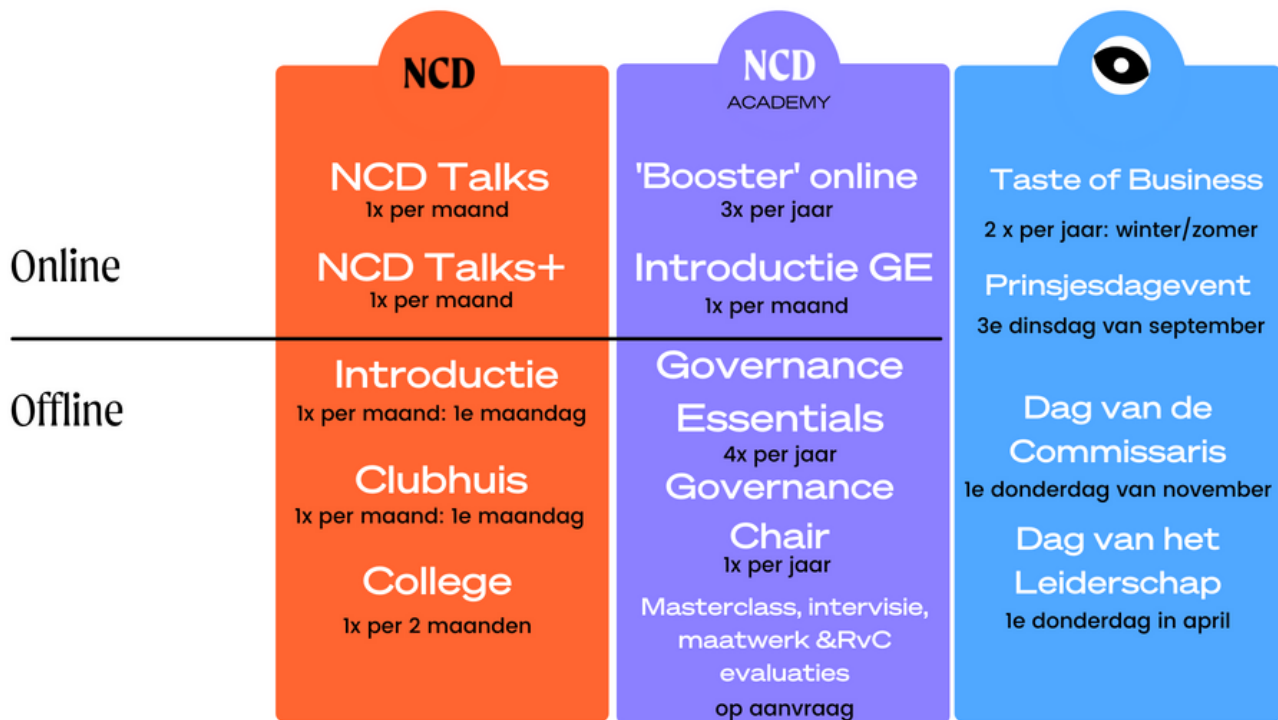 NCD
NCD Talks
1x per maand
NCD Talks+
1x per maand
Introductie
1x per maand: 1e maandag
Clubhuis
1x per maand: 1e maandag
College
1x per 2 maanden
NCD
ACADEMY
'Booster' online
3x per jaar
Introductie GE
1x per maand
Governance
Essentials
4x per jaar
Governance
Chair
1x per jaar
Masterclass, intervisie,
maatwerk &RvC
evaluaties
op aanvraag
Taste of Business
2 x per jaar: winter/zomer
Prinsjesdagevent
3e dinsdag van september
Dag van de
Commissaris
1e donderdag van november
Dag van het
Leiderschap
1e donderdag in april
Online
Offline